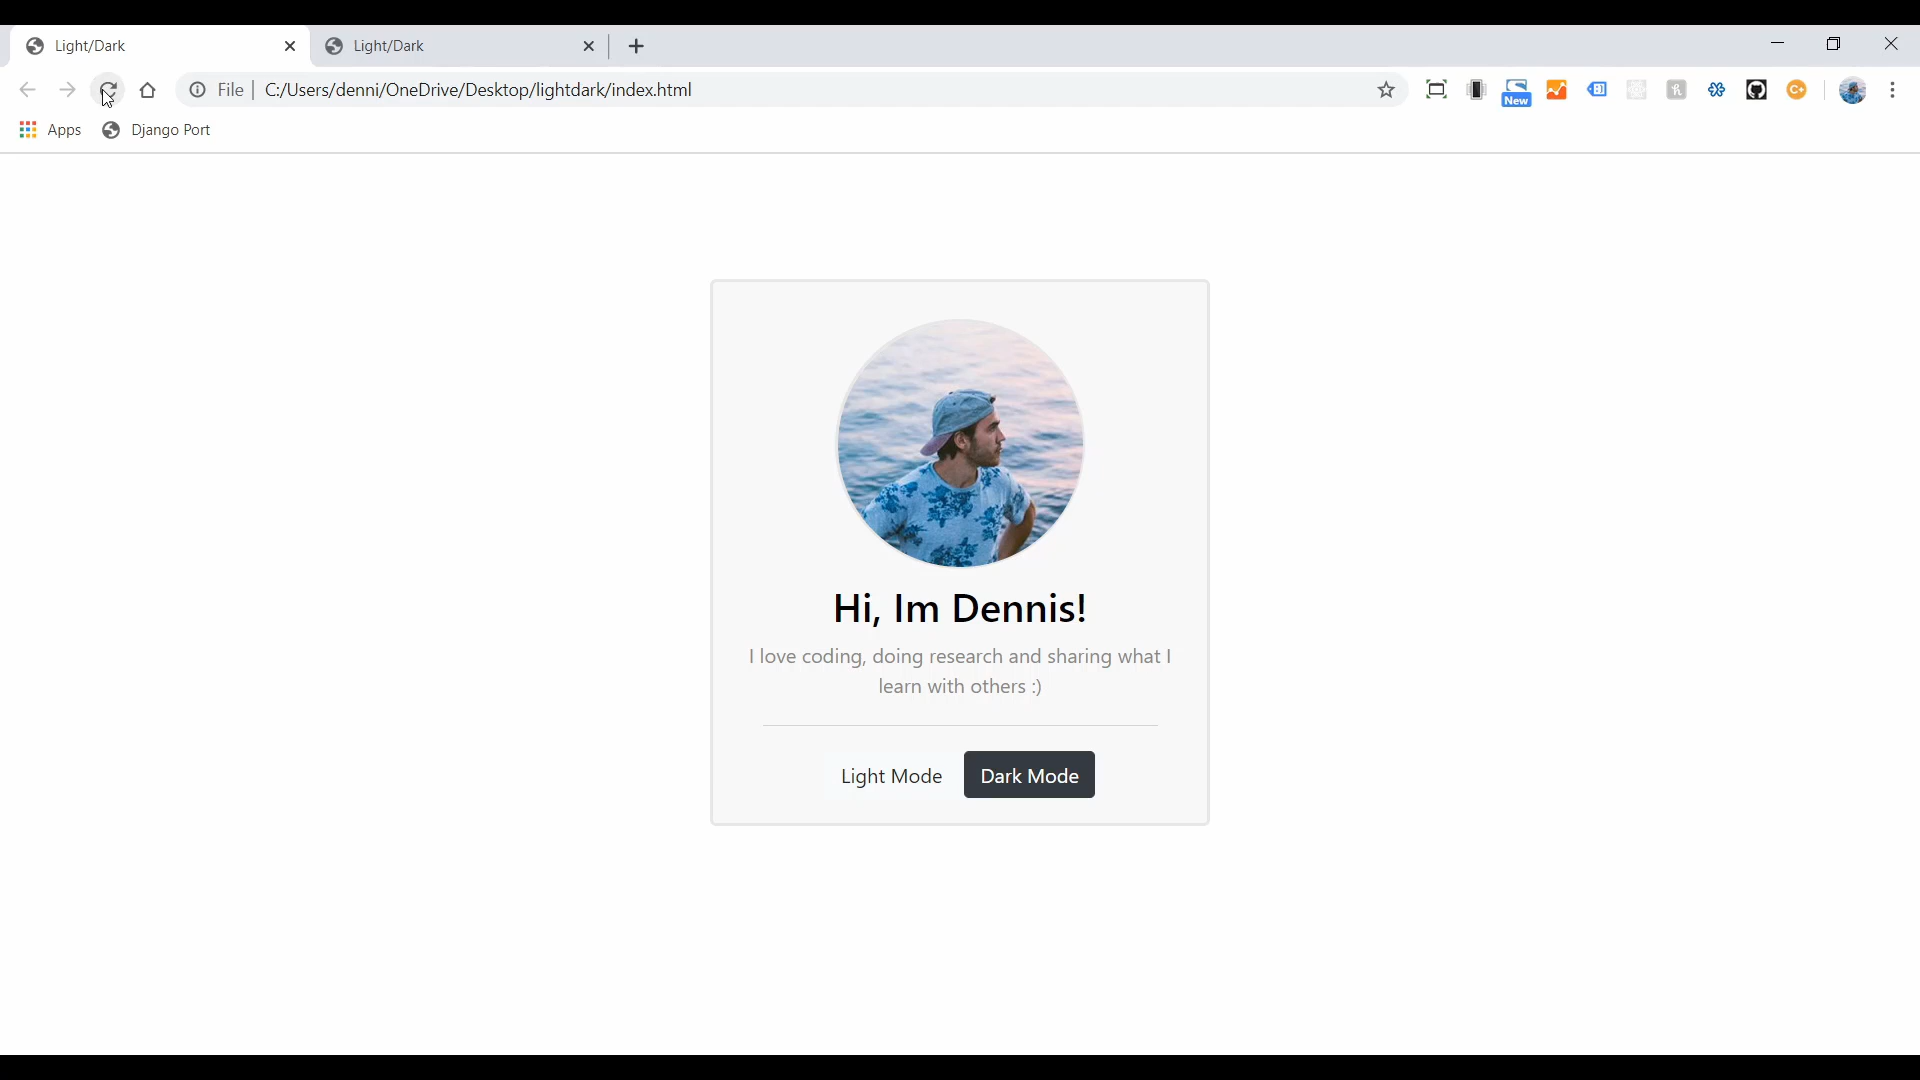 Light/Dark
Light/Dark
File
C:/Users/denni/OneDrive/Desktop/lightdark/index.html
New
Apps
Django Port
Hi, Im Dennis!
I love coding, doing research and sharing what I
learn with others :)
Light Mode
Dark Mode